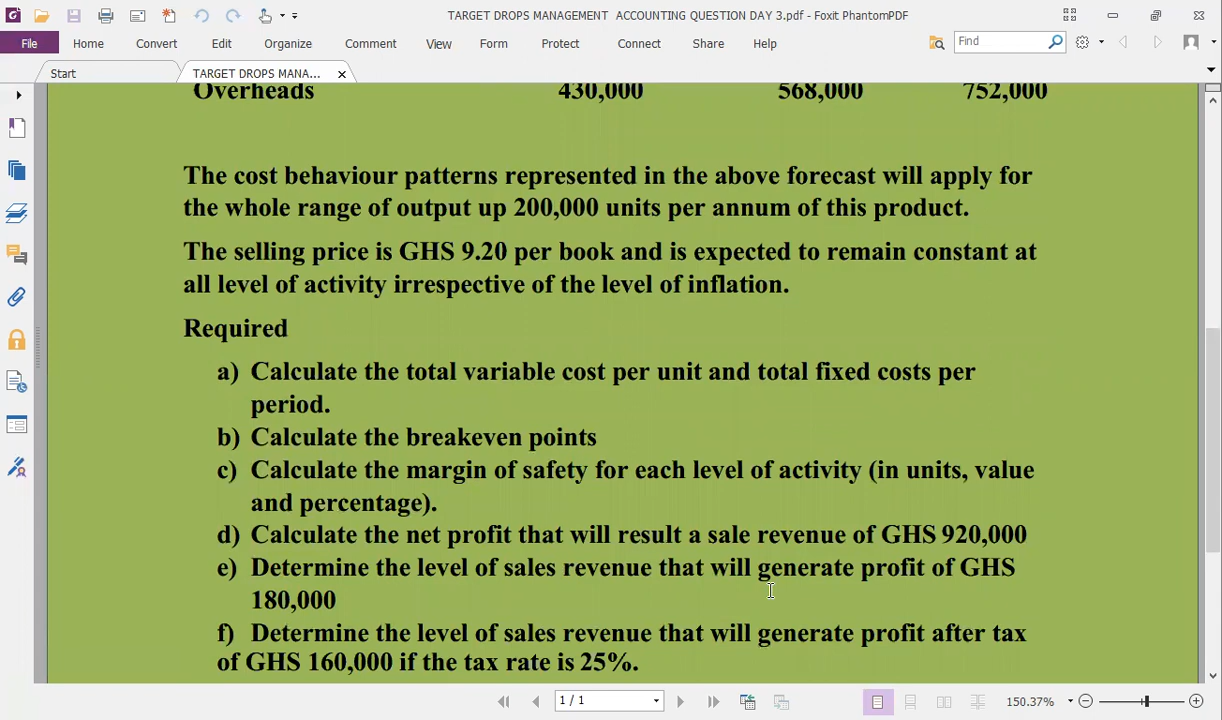 TARGET DROPS MANAGEMENT ACCOUNTING QUESTION DAY 3.pdf - Foxit PhantomPDF
File Home Convert Edit Organize Comment View Form Protect Connect Share Help Find
Start TARGET DROPS MANA...
Overheads 430,000 568,000 752,000
The cost behaviour patterns represented in the above forecast will apply for
the whole range of output up 200,000 units per annum of this product.
The selling price is GHS 9.20 per book and is expected to remain constant at
all level of activity irrespective of the level of inflation.
Required
a) Calculate the total variable cost per unit and total fixed costs per
period.
b) Calculate the breakeven points
c) Calculate the margin of safety for each level of activity (in units, value
and percentage).
d) Calculate the net profit that will result a sale revenue of GHS 920,000
e) Determine the level of sales revenue that will generate profit of GHS
180,000
f) Determine the level of sales revenue that will generate profit after tax
of GHS 160,000 if the tax rate is 25%.
1 / 1 150.37%